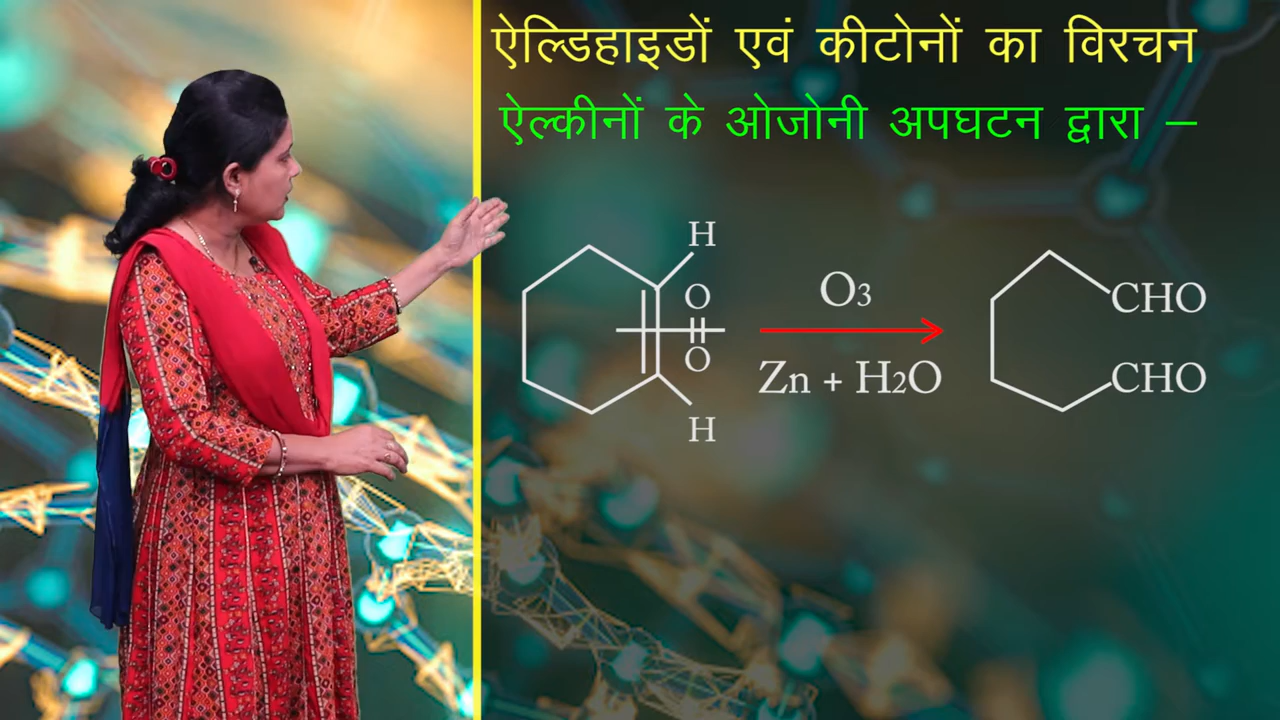 ऐल्डिहाइडों एवं कीटोनों का विरचन
ऐल्कीनों के ओजोनी अपघटन द्वारा –
H
O
O
H
O3
Zn + H2O
CHO
CHO